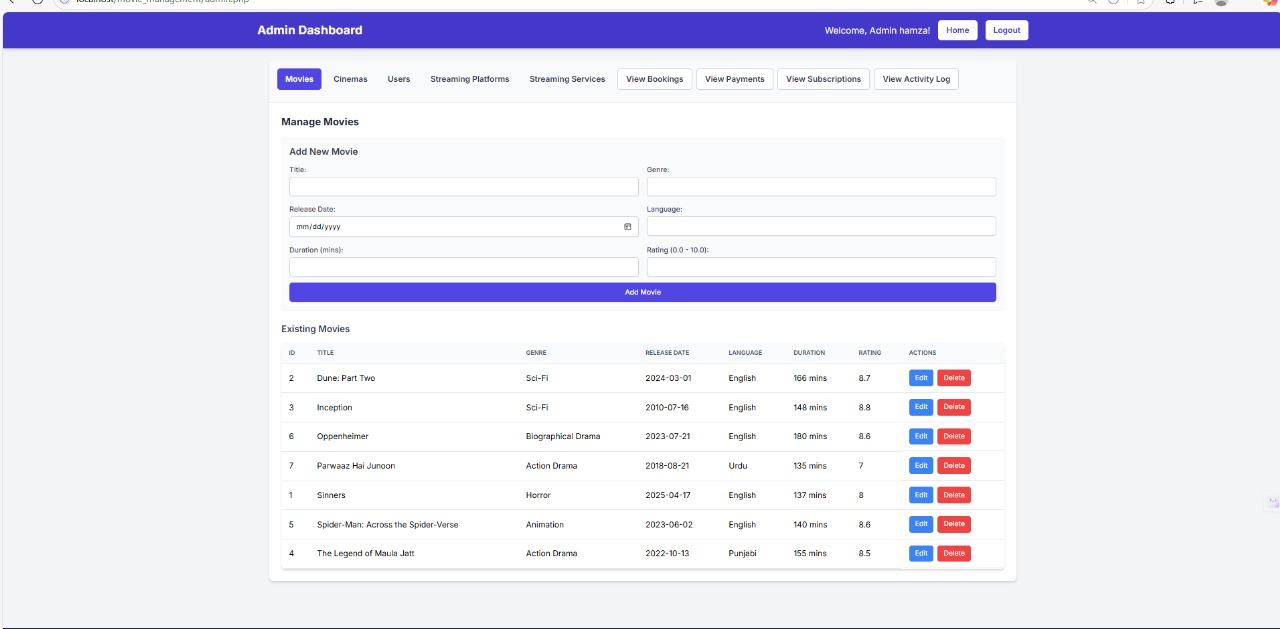 localhost/movie_management/admin.php
Admin Dashboard Welcome, Admin hamza! Home Logout
Movies Cinemas Users Streaming Platforms Streaming Services View Bookings View Payments View Subscriptions View Activity Log
Manage Movies
Add New Movie
Title: Genre:
Release Date: Language:
mm/dd/yyyy
Duration (mins): Rating (0.0 - 10.0):
Add Movie
Existing Movies
ID TITLE GENRE RELEASE DATE LANGUAGE DURATION RATING ACTIONS
2 Dune: Part Two Sci-Fi 2024-03-01 English 166 mins 8.7 Edit Delete
3 Inception Sci-Fi 2010-07-16 English 148 mins 8.8 Edit Delete
6 Oppenheimer Biographical Drama 2023-07-21 English 180 mins 8.6 Edit Delete
7 Parwaaz Hai Junoon Action Drama 2018-08-21 Urdu 135 mins 7 Edit Delete
1 Sinners Horror 2025-04-17 English 137 mins 8 Edit Delete
5 Spider-Man: Across the Spider-Verse Animation 2023-06-02 English 140 mins 8.6 Edit Delete
4 The Legend of Maula Jatt Action Drama 2022-10-13 Punjabi 155 mins 8.5 Edit Delete